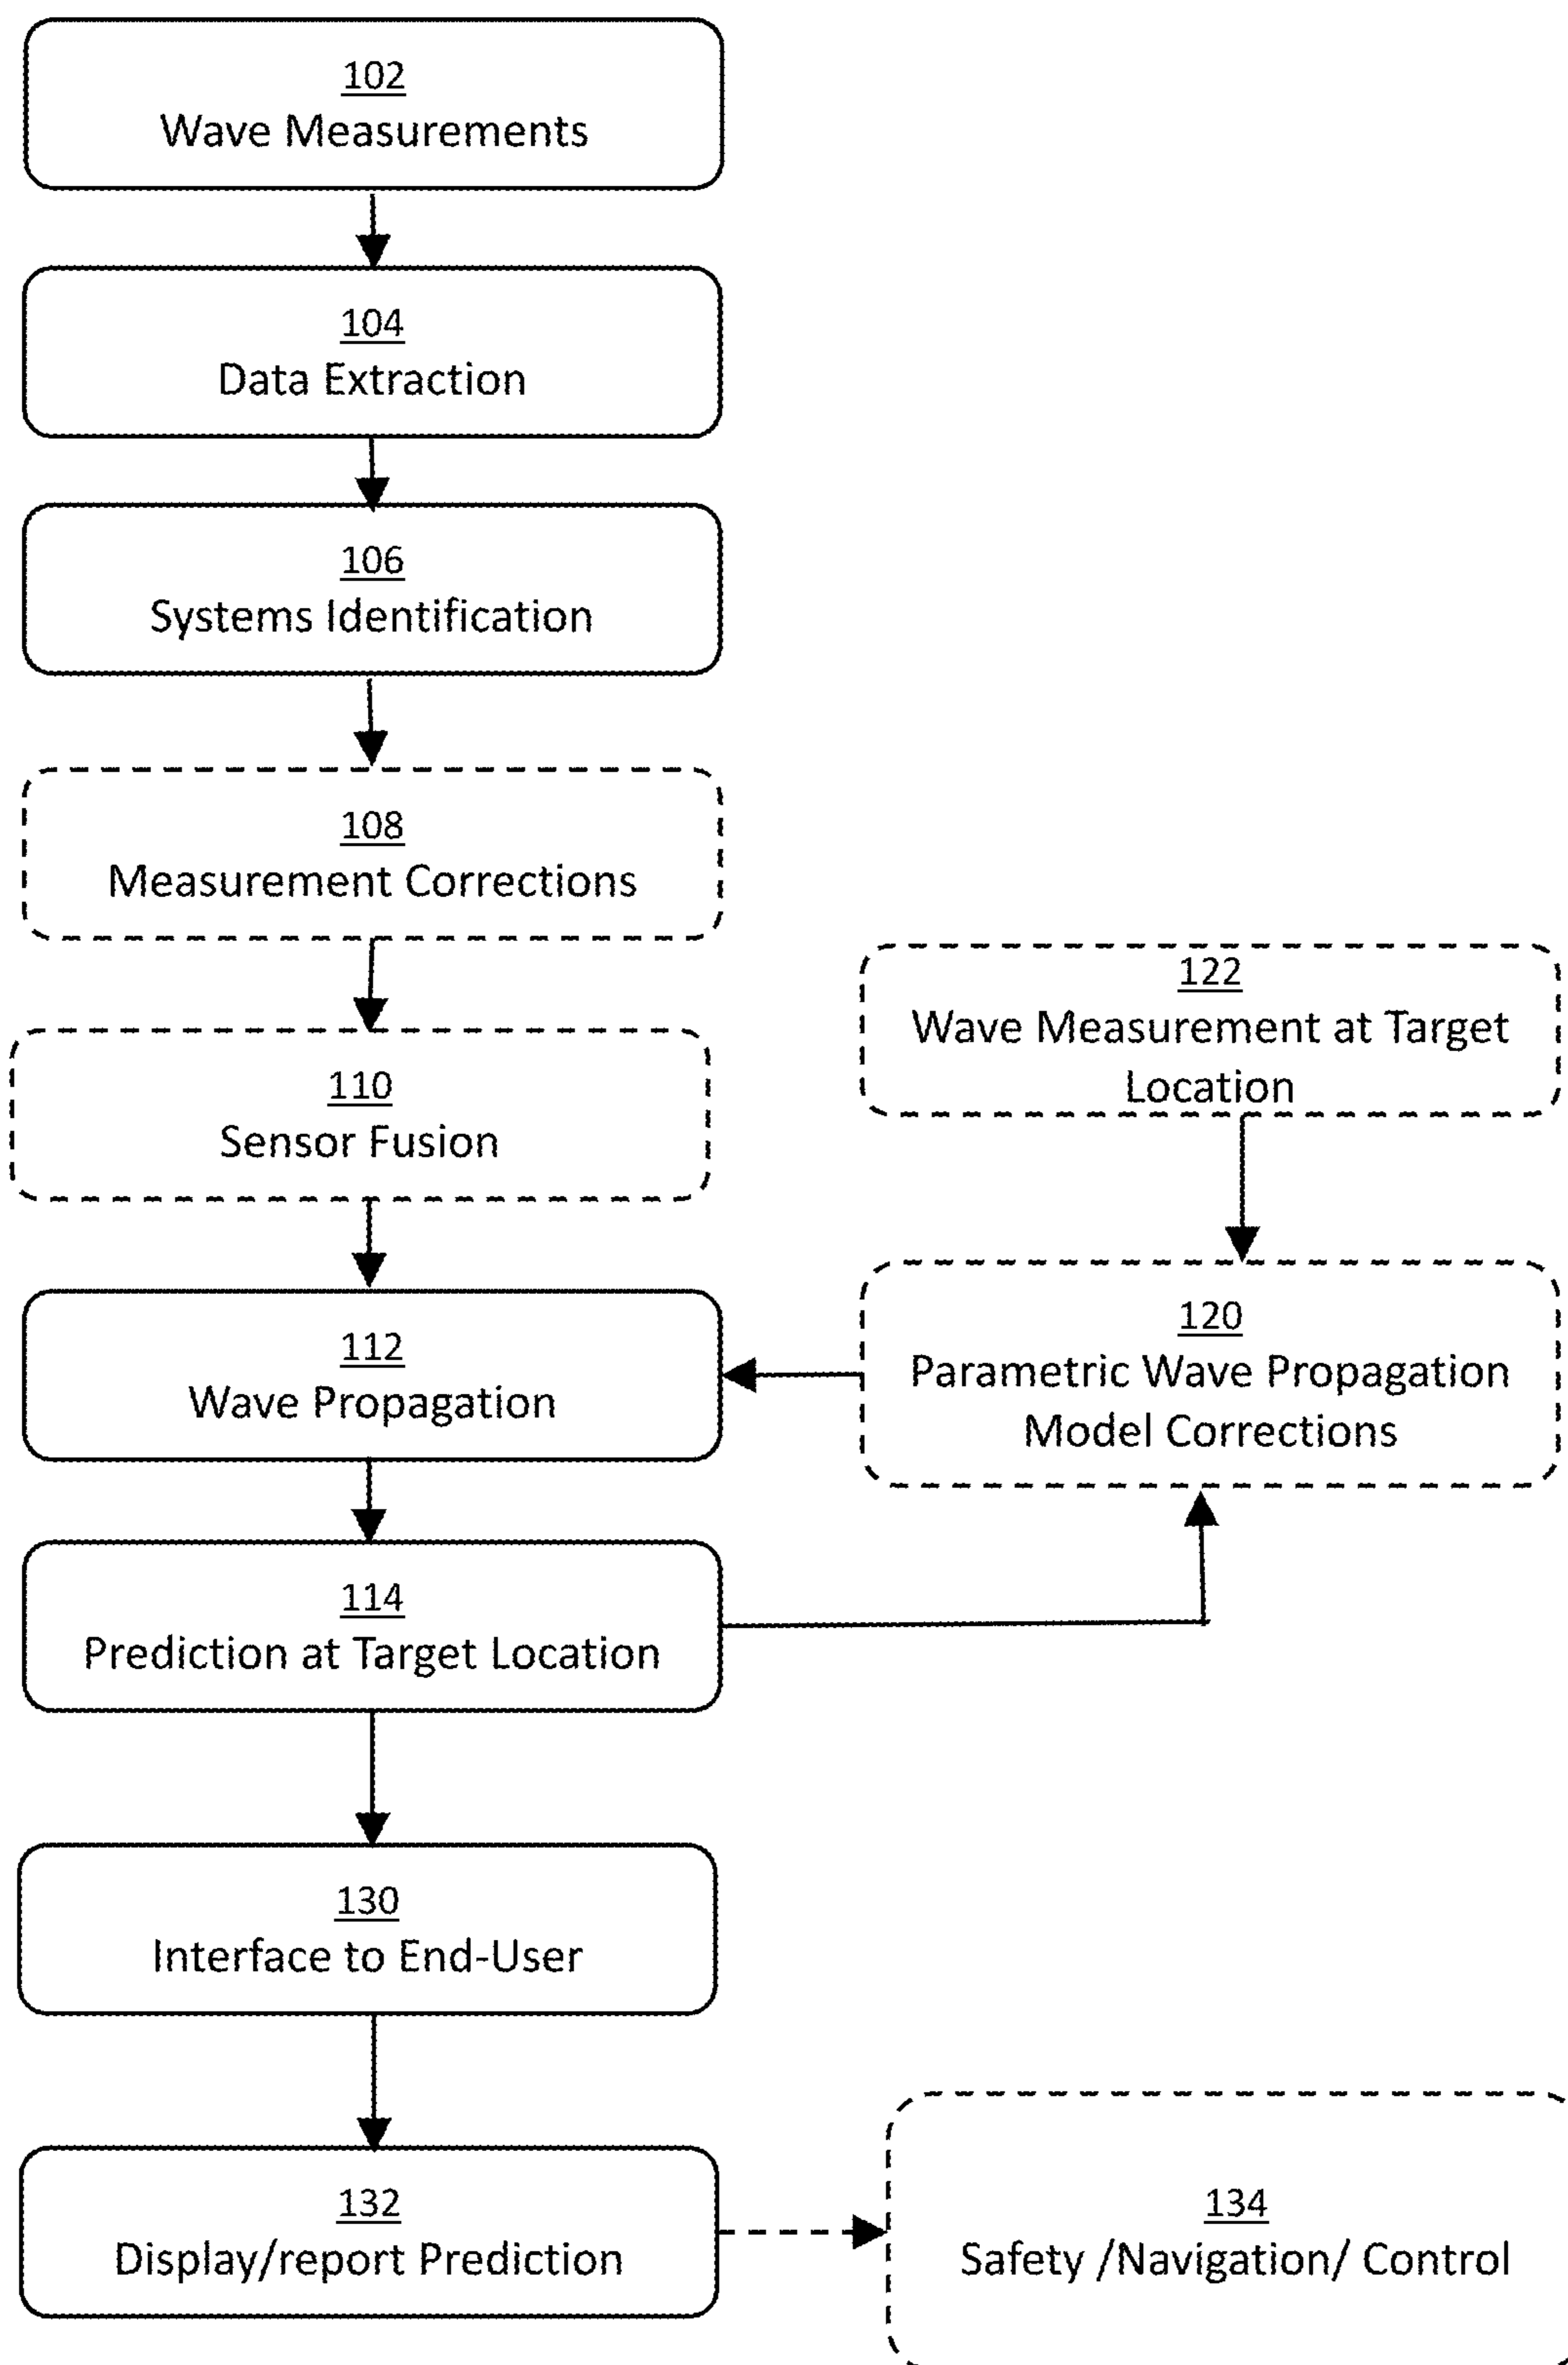 102
Wave Measurements
104
Data Extraction
106
Systems Identification
108
Measurement Corrections
110
Sensor Fusion
122
Wave Measurement at Target
Location
112
Wave Propagation
120
Parametric Wave Propagation
Model Corrections
114
Prediction at Target Location
130
Interface to End-User
132
Display/report Prediction
134
Safety /Navigation/ Control